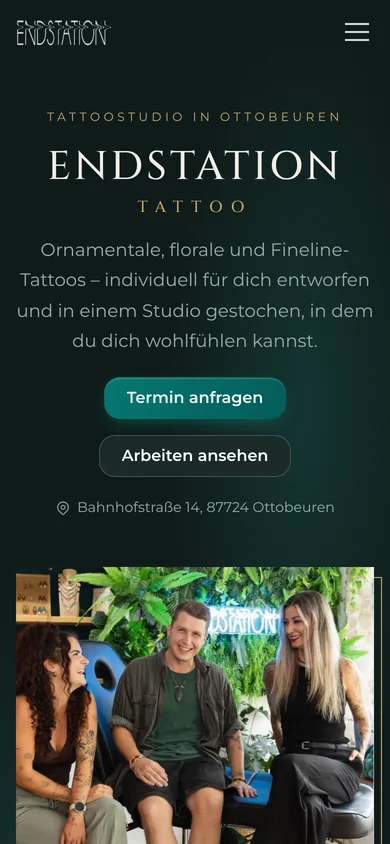 ENDSTATION
TATTOOSTUDIO IN OTTOBEUREN
ENDSTATION
TATTOO
Ornamentale, florale und Fineline-
Tattoos – individuell für dich entworfen
und in einem Studio gestochen, in dem
du dich wohlfühlen kannst.
Termin anfragen
Arbeiten ansehen
Bahnhofstraße 14, 87724 Ottobeuren
ENDSTATION